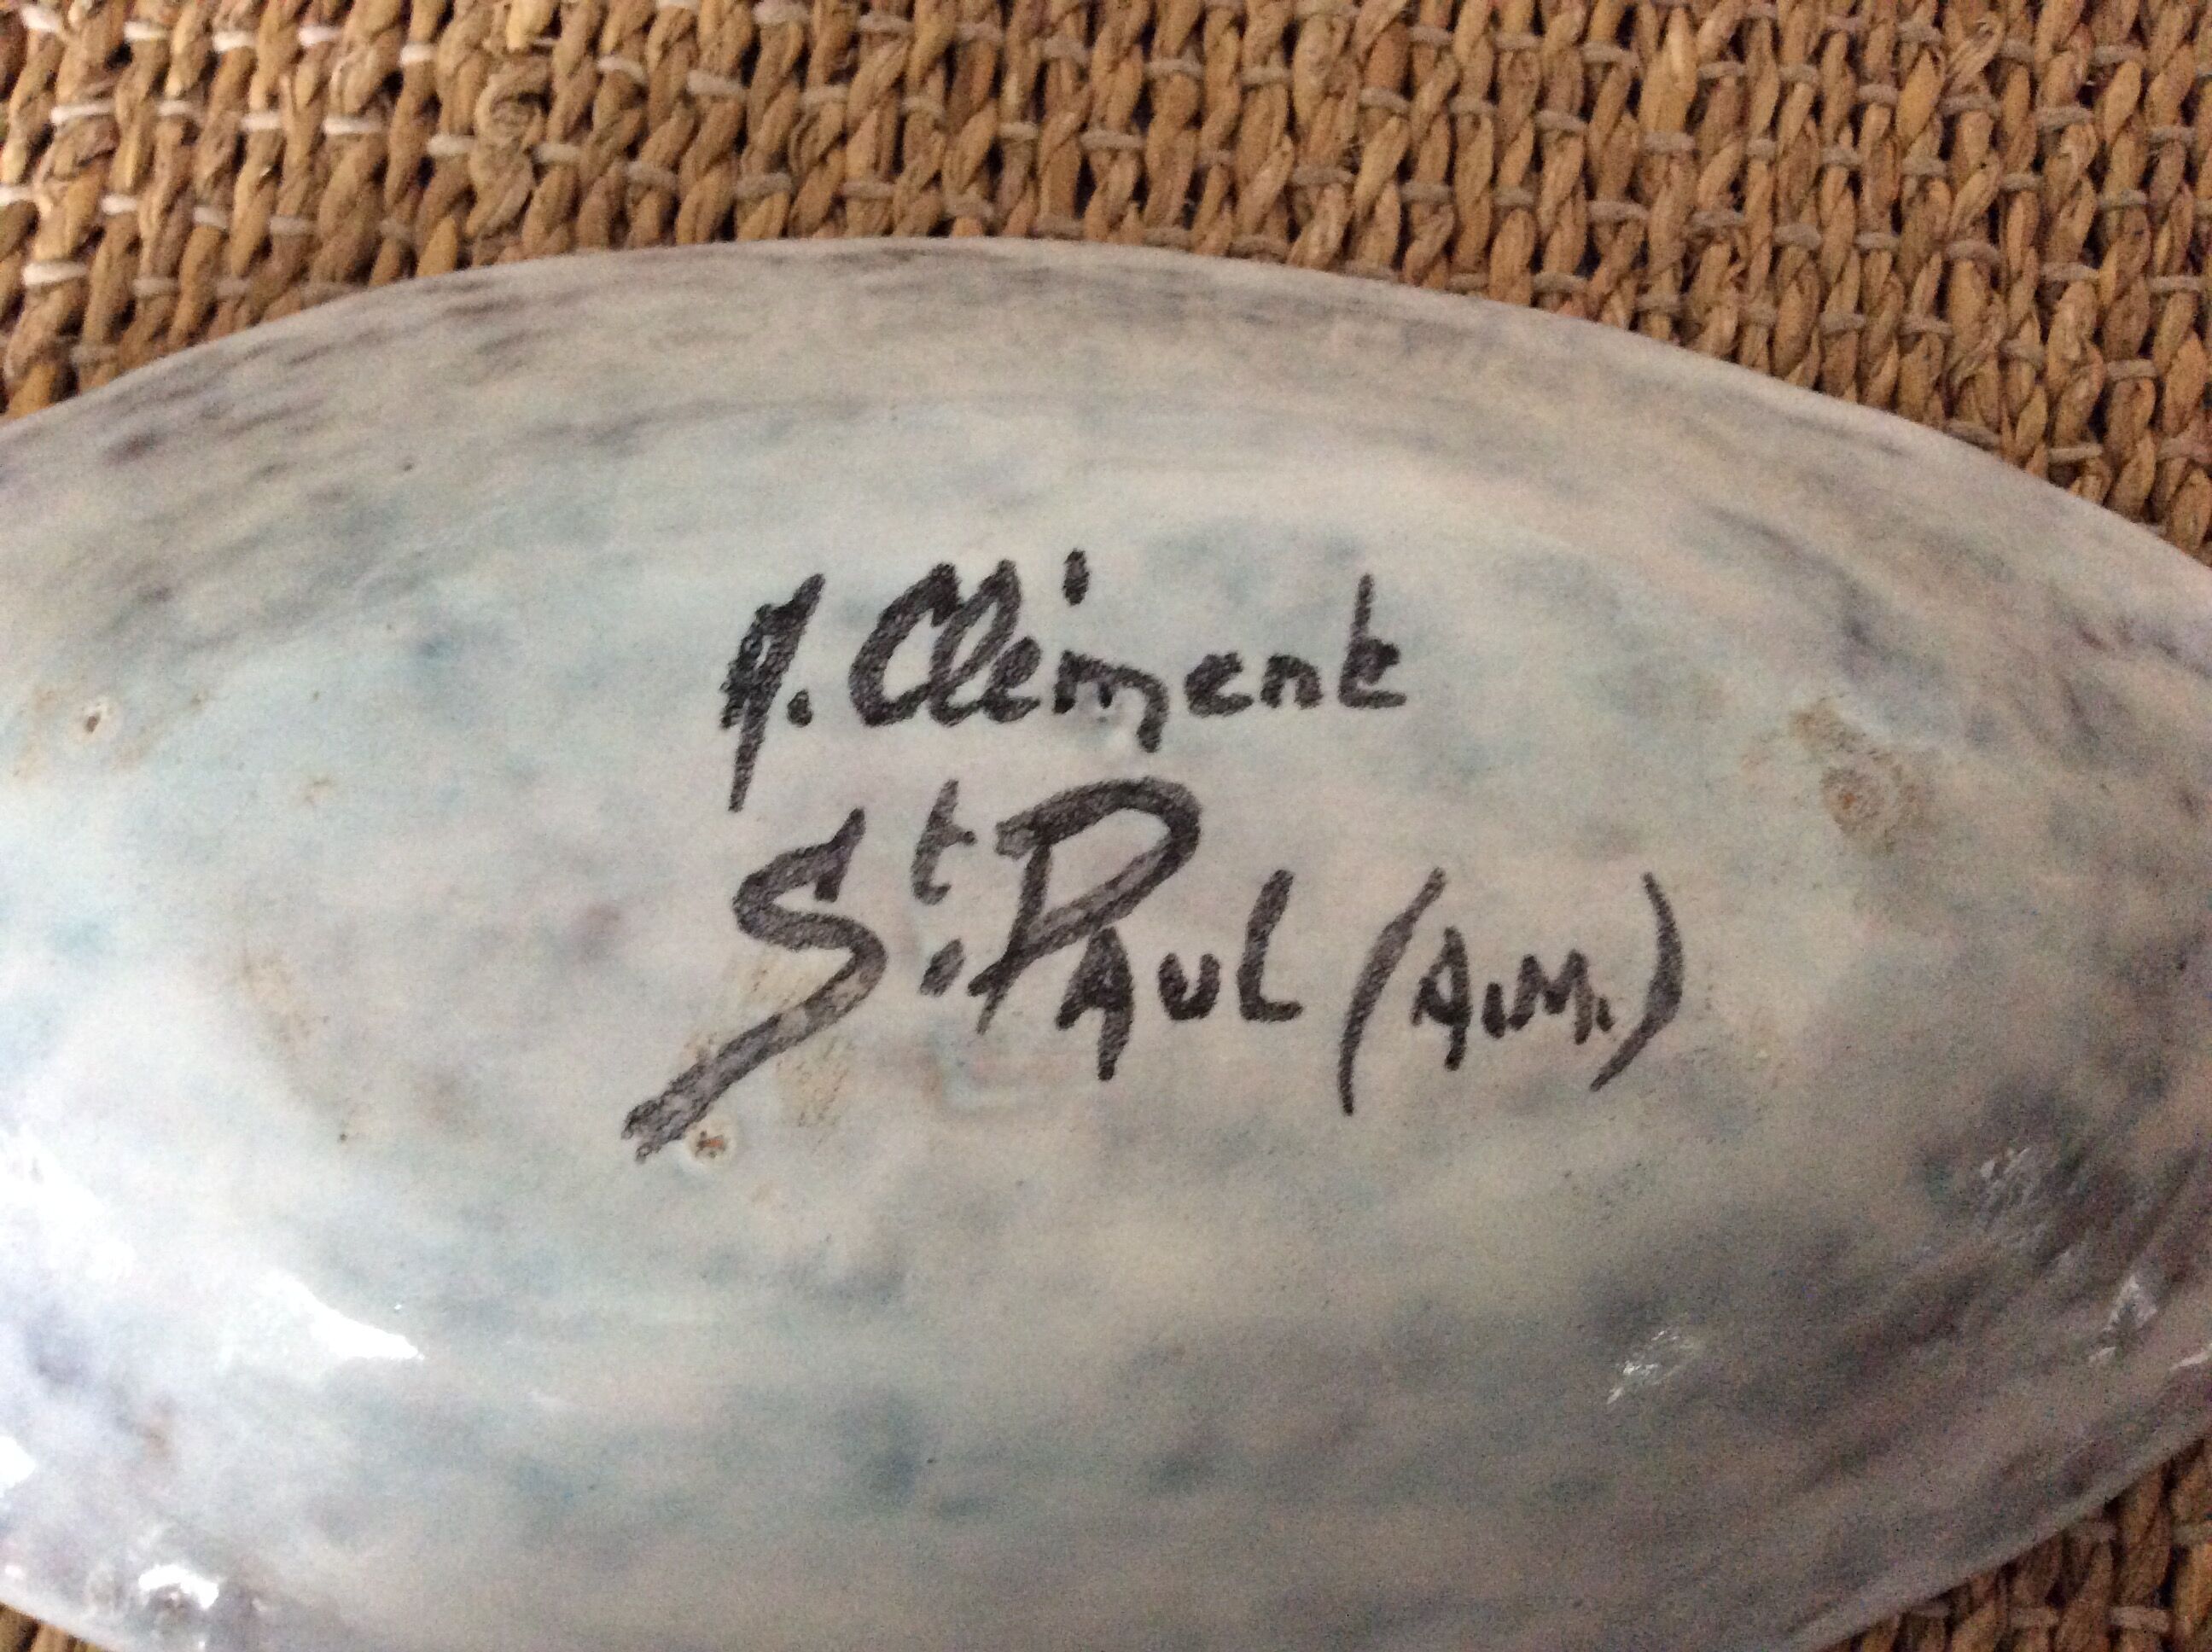 A. Clément
St. PAUL (A.M.)